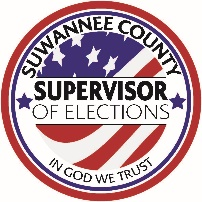 SUWANNEE COUNTY
SUPERVISOR
OF ELECTIONS
IN GOD WE TRUST